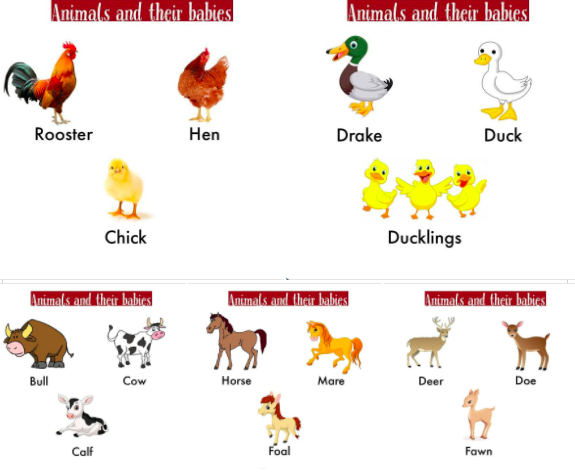 Animals and their babies
Rooster
Hen
Chick
Animals and their babies
Drake
Duck
Ducklings
Animals and their babies
Bull
Cow
Calf
Animals and their babies
Horse
Mare
Foal
Animals and their babies
Deer
Doe
Fawn